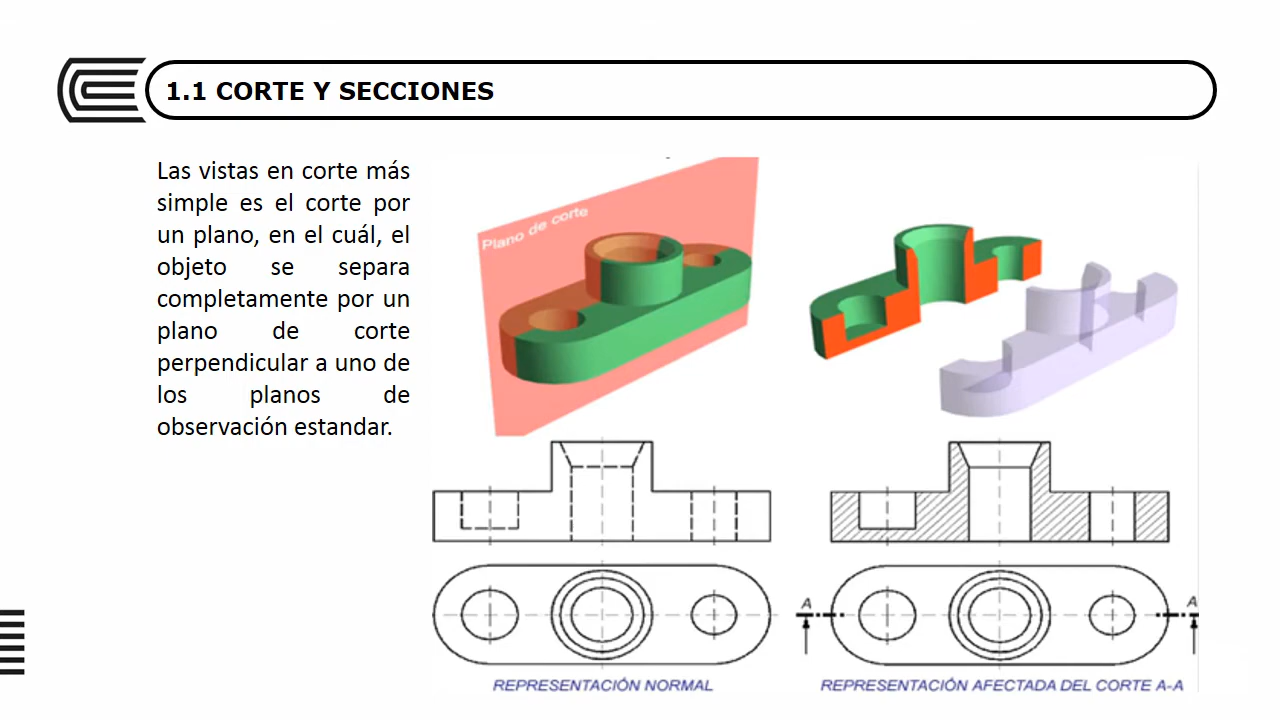 1.1 CORTE Y SECCIONES
Las vistas en corte más
simple es el corte por
un plano, en el cuál, el
objeto se separa
completamente por un
plano de corte
perpendicular a uno de
los planos de
observación estandar.
Plano de corte
A
A
REPRESENTACIÓN NORMAL
REPRESENTACIÓN AFECTADA DEL CORTE A-A